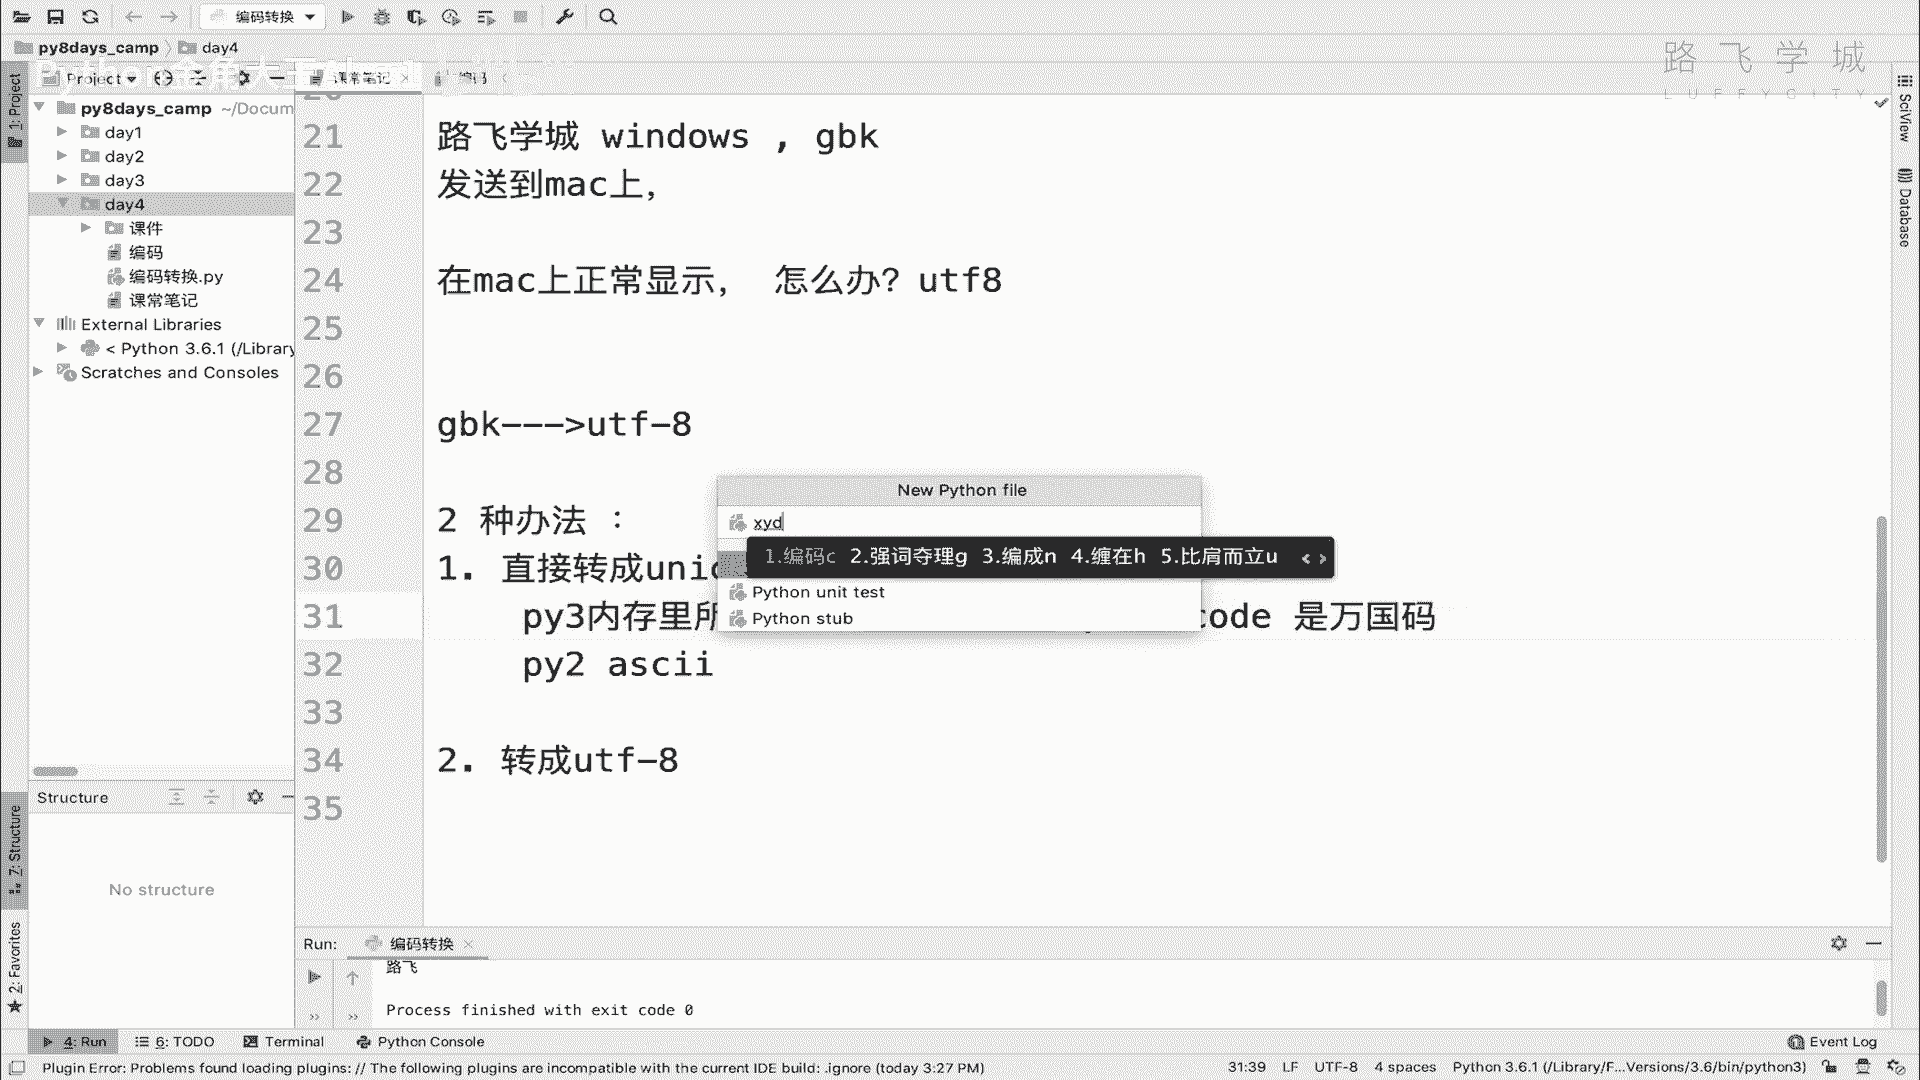 编码转换
py8days_camp
day4
路飞学城
LUFFYCITY
Python金角大王
Project
课常笔记
编码
1: Project
py8days_camp ~/Docum
day1
day2
day3
day4
课件
编码
编码转换.py
课常笔记
External Libraries
< Python 3.6.1 (/Library
Scratches and Consoles
21 路飞学城 windows , gbk
22 发送到mac上,
23
24 在mac上正常显示, 怎么办？utf8
25
26
27 gbk--->utf-8
28
29 2 种办法 :
30 1. 直接转成unic
31 py3内存里所 code 是万国码
32 py2 ascii
33
34 2. 转成utf-8
35
New Python file
xyd
1.编码c 2.强词夺理g 3.编成n 4.缠在h 5.比肩而立u
Python unit test
Python stub
SciView
Database
Structure
No structure
7: Structure
2: Favorites
Run: 编码转换
路飞
Process finished with exit code 0
4: Run 6: TODO Terminal Python Console Event Log
Plugin Error: Problems found loading plugins: // The following plugins are incompatible with the current IDE build: .ignore (today 3:27 PM) 31:39 LF UTF-8 4 spaces Python 3.6.1 (/Library/F...Versions/3.6/bin/python3)